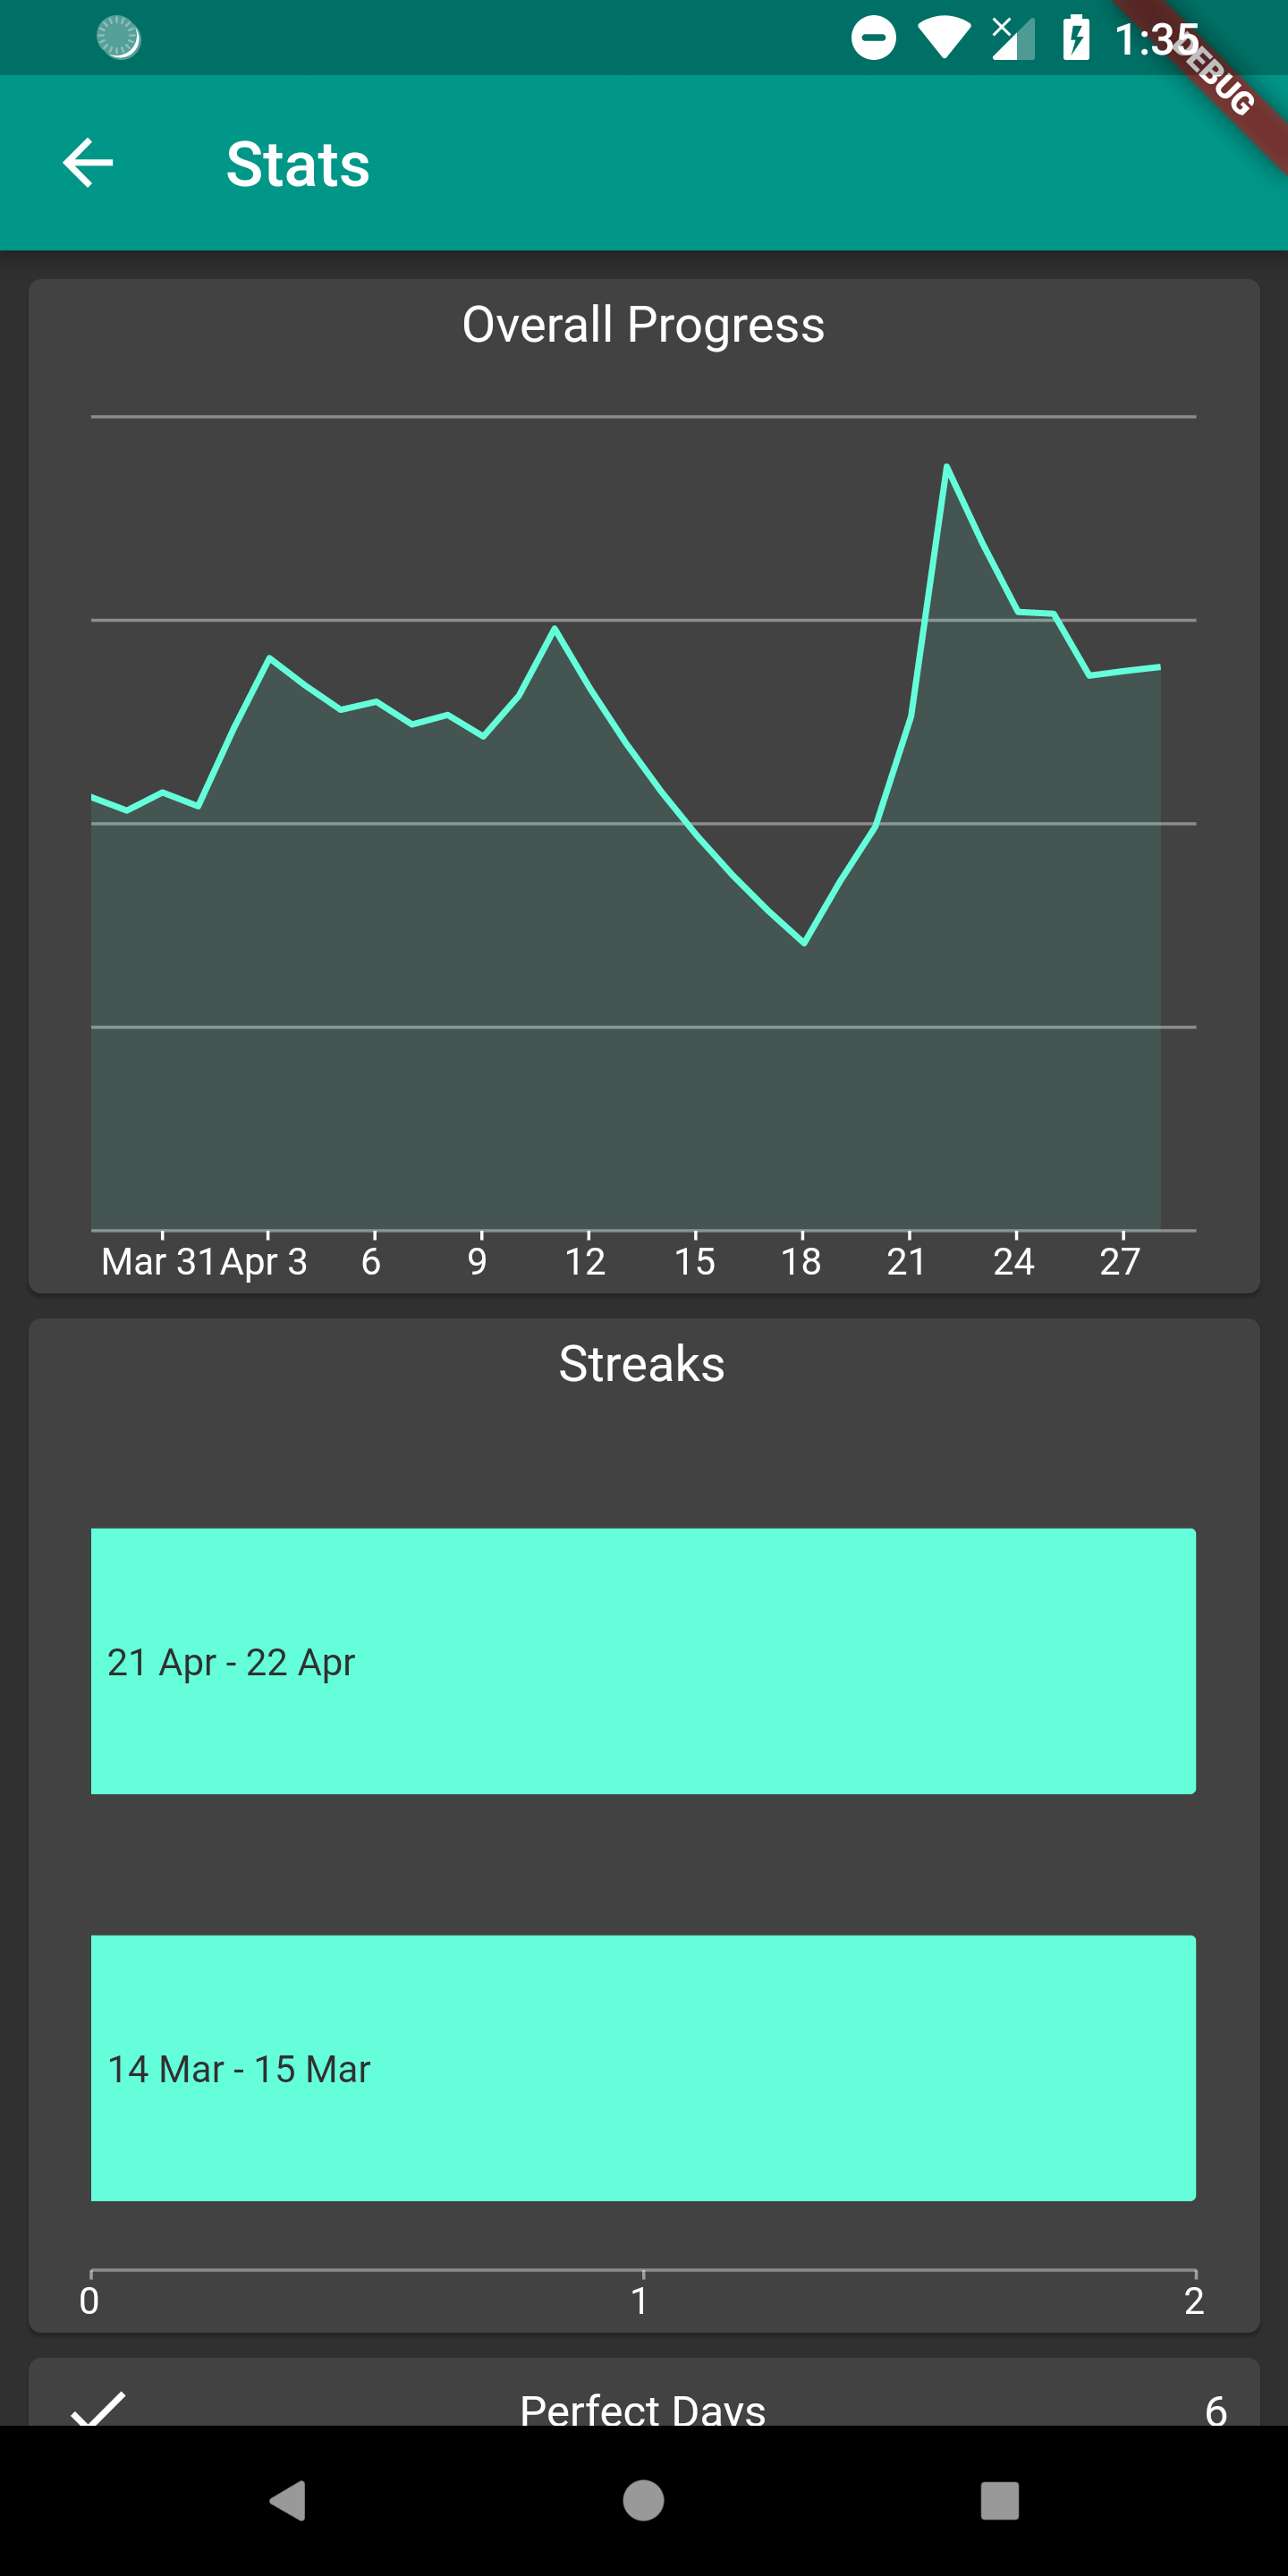 1:35
DEBUG
Stats
Overall Progress
Mar 31 Apr 3 6 9 12 15 18 21 24 27
Streaks
21 Apr - 22 Apr
14 Mar - 15 Mar
0 1 2
Perfect Days 6